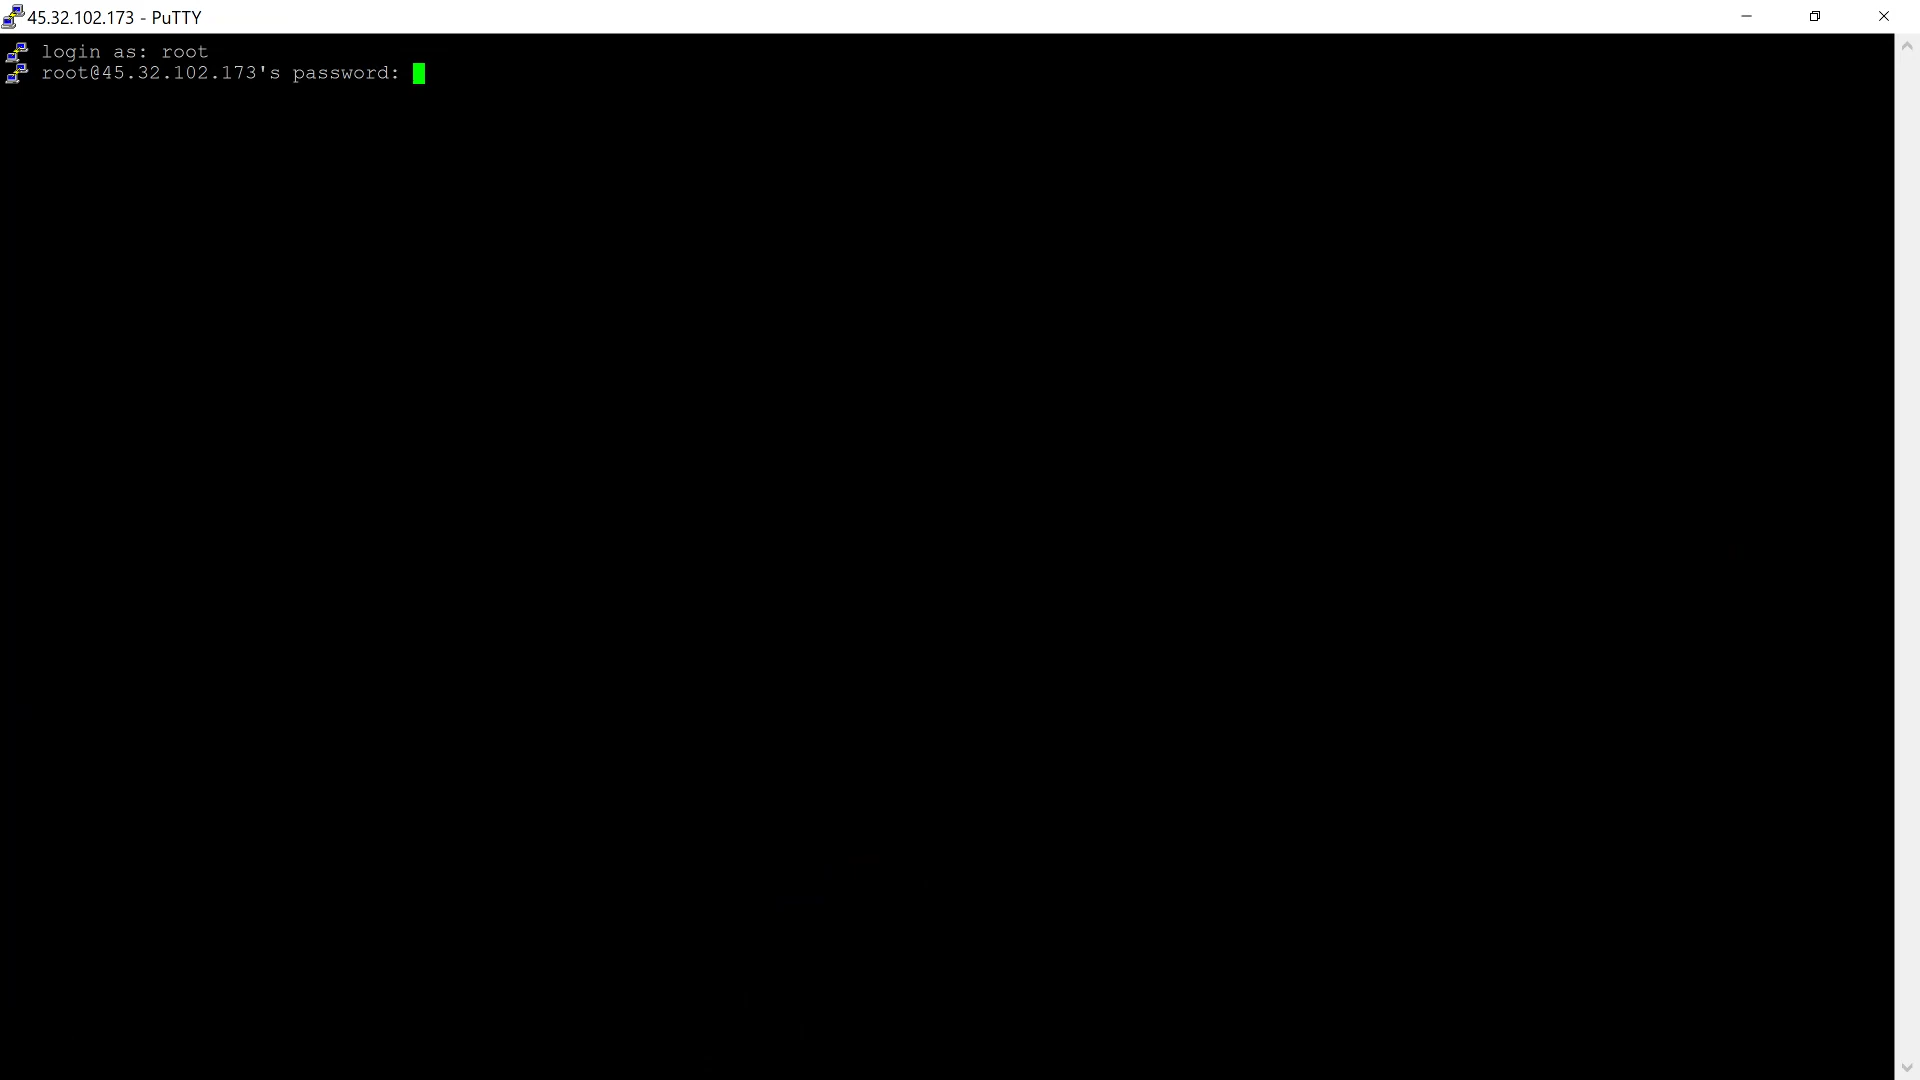 45.32.102.173 - PuTTY
login as: root
root@45.32.102.173's password: